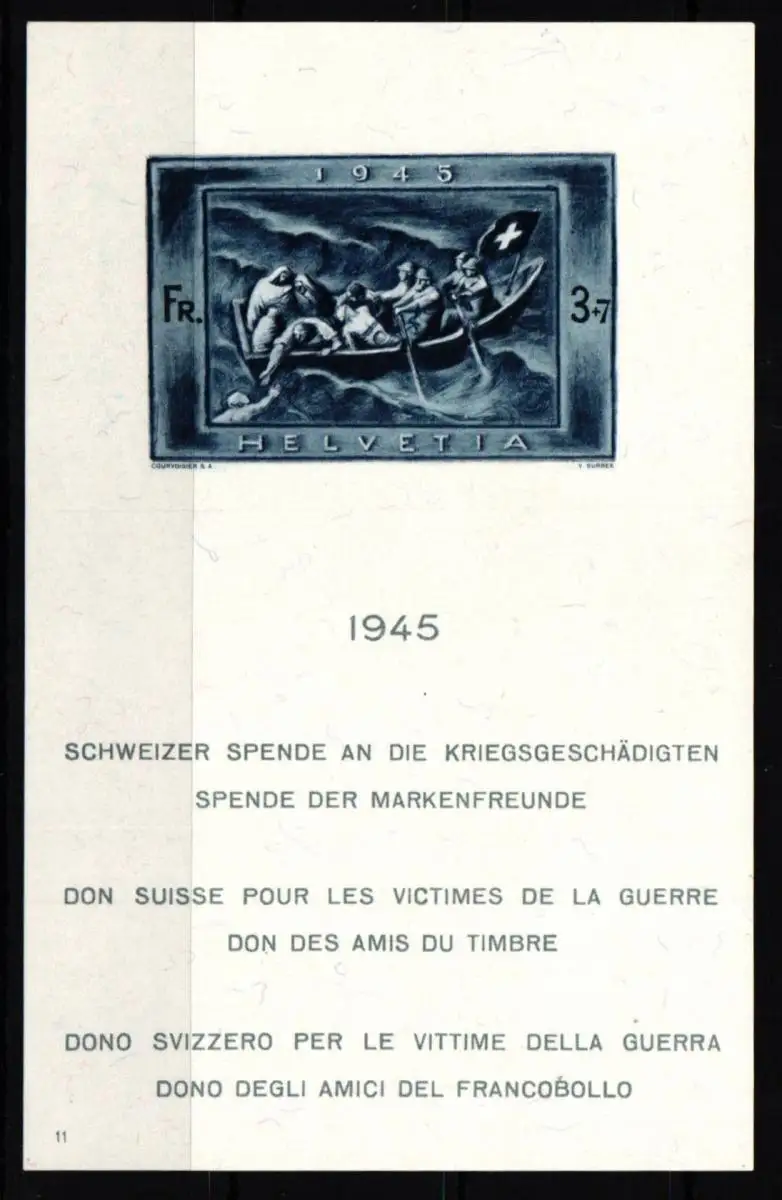 1945
FR. 3+7
HELVETIA
COURVOISIER S.A. V. SURBEK
1945
SCHWEIZER SPENDE AN DIE KRIEGSGESCHÄDIGTEN
SPENDE DER MARKENFREUNDE
DON SUISSE POUR LES VICTIMES DE LA GUERRE
DON DES AMIS DU TIMBRE
DONO SVIZZERO PER LE VITTIME DELLA GUERRA
DONO DEGLI AMICI DEL FRANCOBOLLO
11